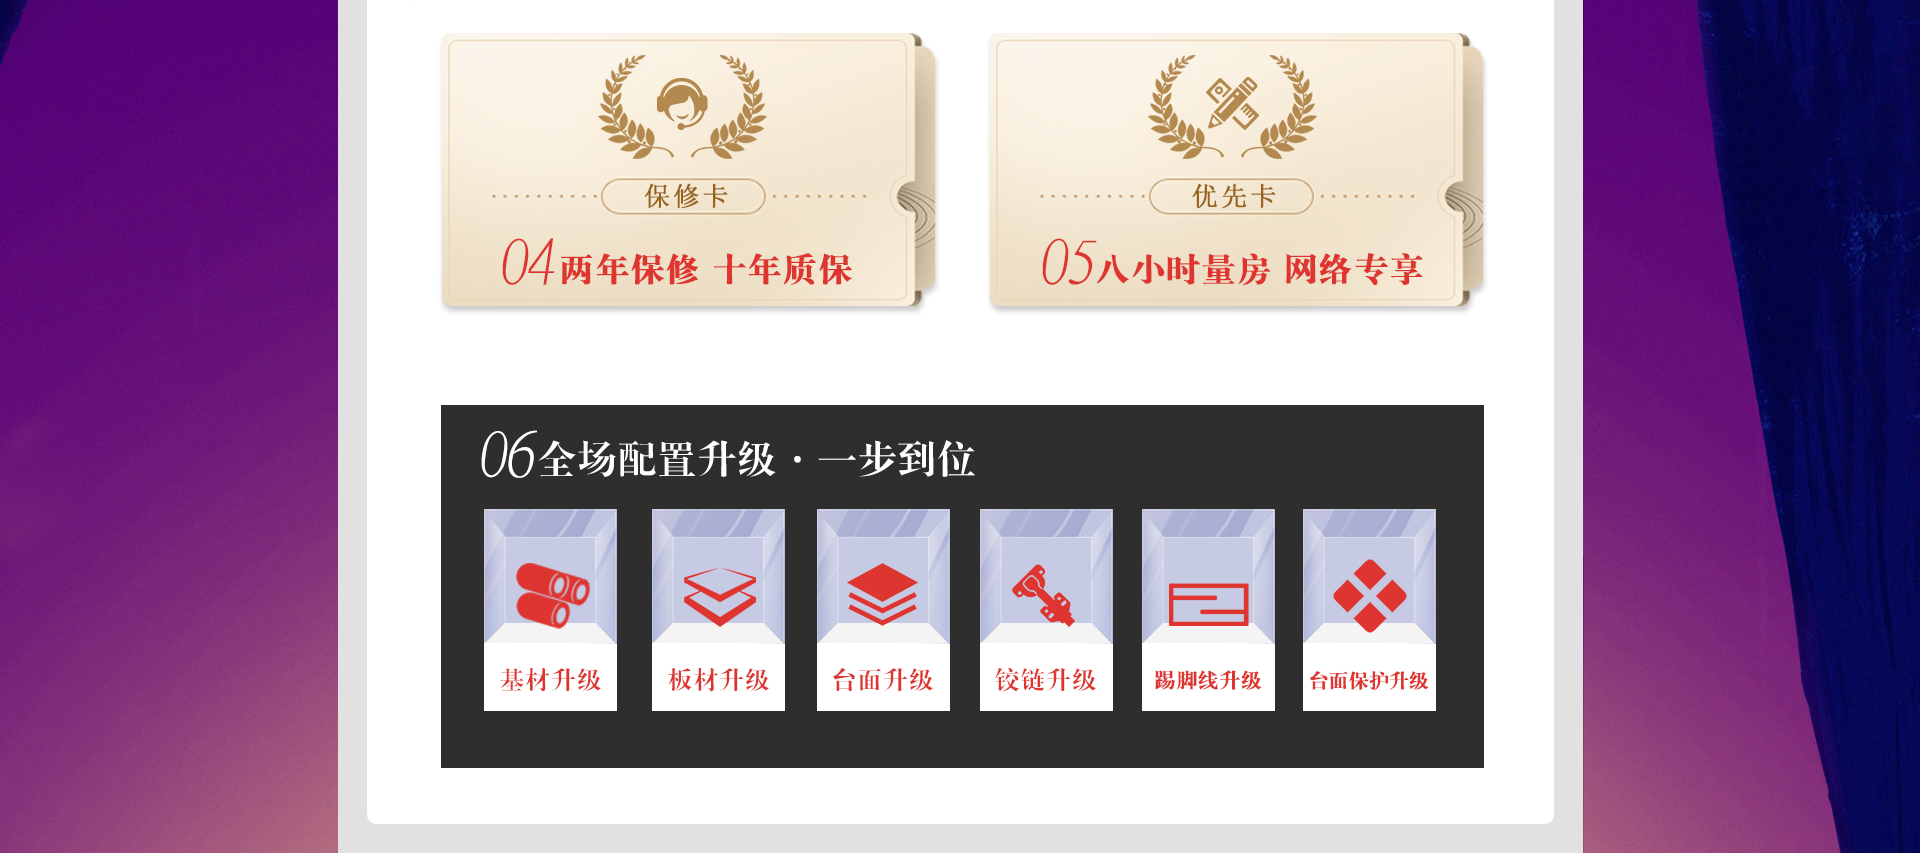 保修卡
04两年保修 十年质保
优先卡
05八小时量房 网络专享
06全场配置升级·一步到位
基材升级
板材升级
台面升级
铰链升级
踢脚线升级
台面保护升级